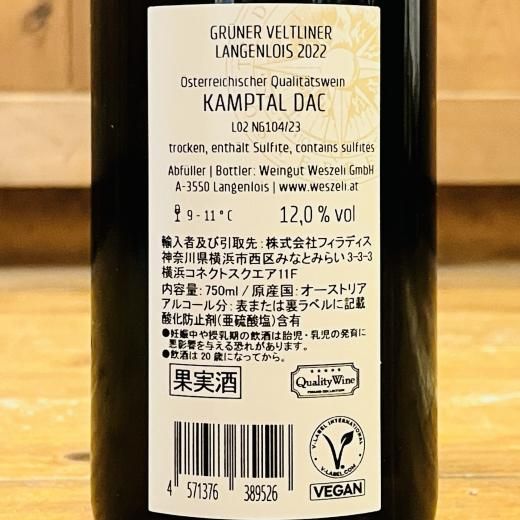 GRÜNER VELTLINER
LANGENLOIS 2022
Österreichischer Qualitätswein
KAMPTAL DAC
L02 N6104/23
trocken, enthält Sulfite, contains sulfites
Abfüller | Bottler: Weingut Weszeli GmbH
A-3550 Langenlois | www.weszeli.at
9 - 11 °C 12,0 % vol
輸入者及び引取先:株式会社フィラディス
神奈川県横浜市西区みなとみらい 3-3-3
横浜コネクトスクエア11F
内容量:750ml / 原産国:オーストリア
アルコール分:表または裏ラベルに記載
酸化防止剤(亜硫酸塩)含有
●妊娠中や授乳期の飲酒は胎児・乳児の発育に
悪影響を与える恐れがあります。
●飲酒は20歳になってから。
果実酒
Quality Wine
V-LABEL INTERNATIONAL
V-LABEL.COM
VEGAN
4 571376 389526